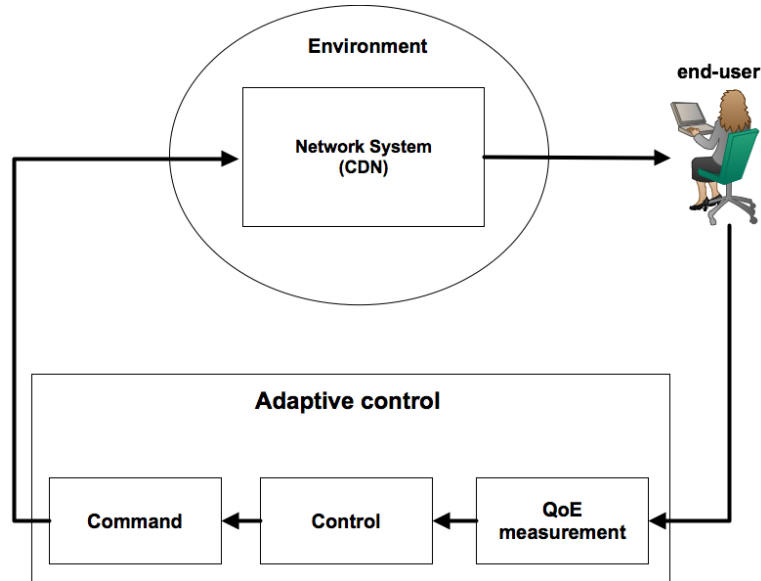 Environment
end-user
Network System
(CDN)
Adaptive control
Command
Control
QoE
measurement